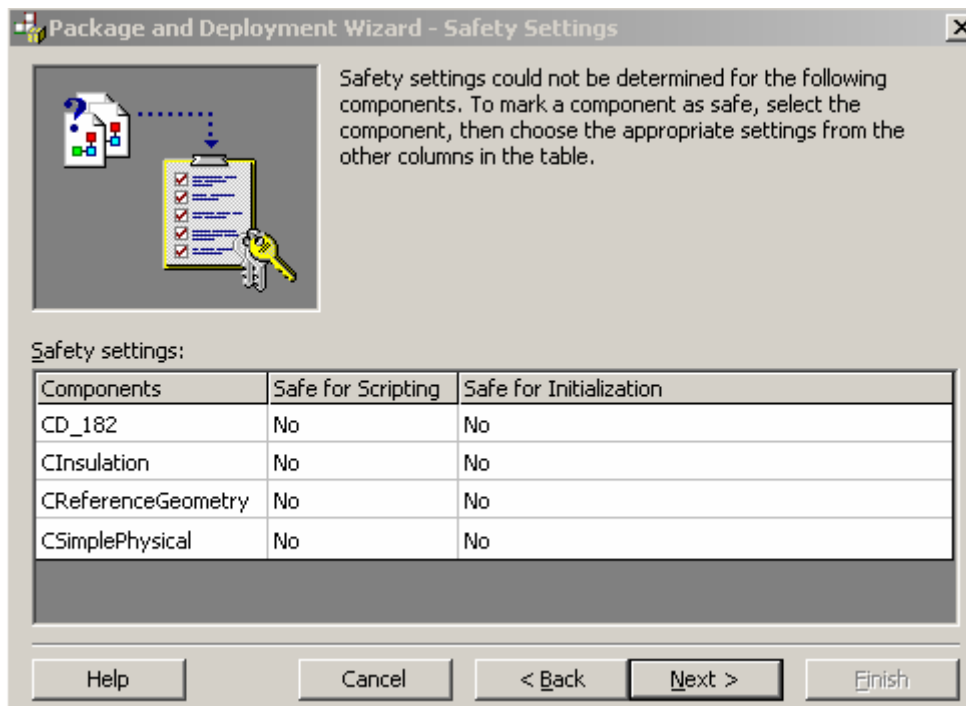 Package and Deployment Wizard - Safety Settings
Safety settings could not be determined for the following
components. To mark a component as safe, select the
component, then choose the appropriate settings from the
other columns in the table.
Safety settings:
Components Safe for Scripting Safe for Initialization
CD_182 No No
CInsulation No No
CReferenceGeometry No No
CSimplePhysical No No
Help Cancel < Back Next > Finish